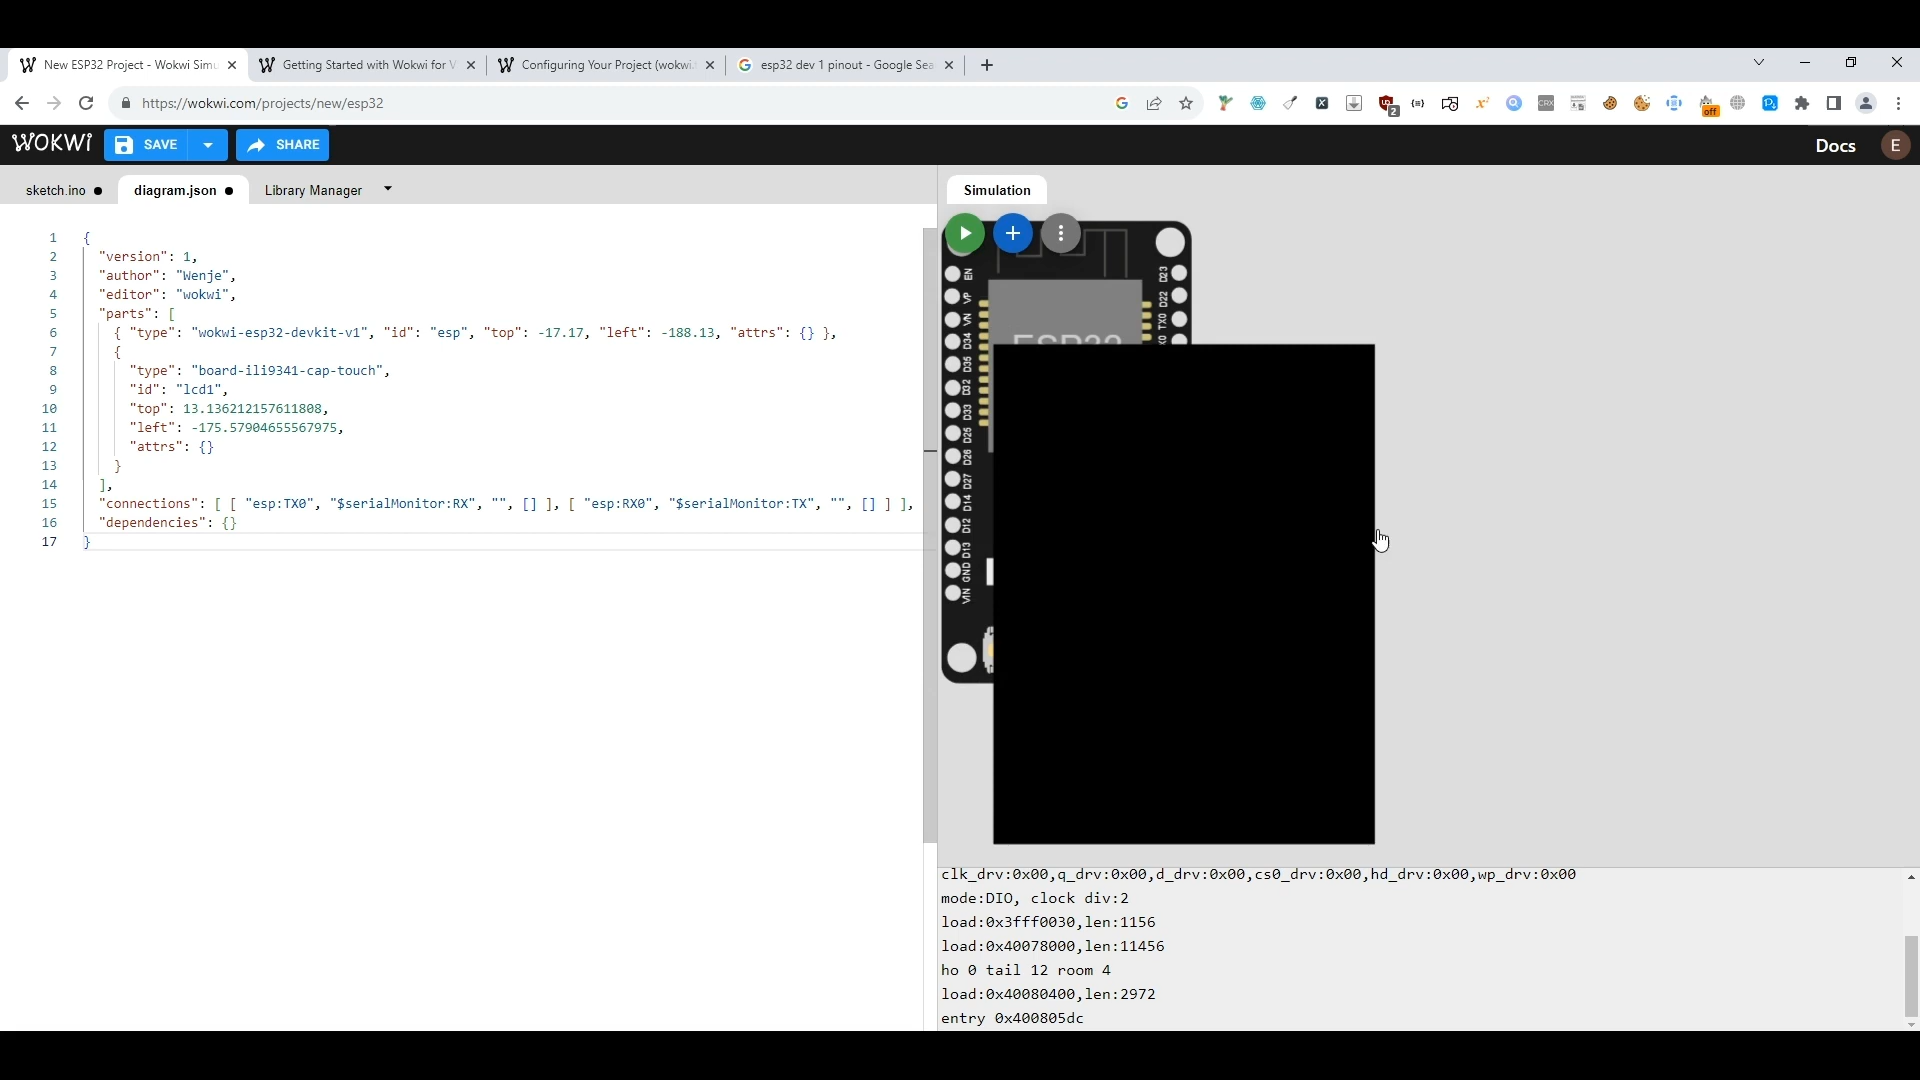 New ESP32 Project - Wokwi Simu
Getting Started with Wokwi for V
Configuring Your Project (wokwi.
esp32 dev 1 pinout - Google Sea
https://wokwi.com/projects/new/esp32
2
CRX
off
WOKWi
SAVE
SHARE
Docs
E
sketch.ino
diagram.json
Library Manager
1 {
2 "version": 1,
3 "author": "Wenje",
4 "editor": "wokwi",
5 "parts": [
6 { "type": "wokwi-esp32-devkit-v1", "id": "esp", "top": -17.17, "left": -188.13, "attrs": {} },
7 {
8 "type": "board-ili9341-cap-touch",
9 "id": "lcd1",
10 "top": 13.136212157611808,
11 "left": -175.57904655567975,
12 "attrs": {}
13 }
14 ],
15 "connections": [ [ "esp:TX0", "$serialMonitor:RX", "", [] ], [ "esp:RX0", "$serialMonitor:TX", "", [] ] ],
16 "dependencies": {}
17 }
Simulation
EN
VP
VN
D34
D35
D32
D33
D25
D26
D27
D14
D12
D13
GND
VIN
D23
D22
TX0
ESP32
clk_drv:0x00,q_drv:0x00,d_drv:0x00,cs0_drv:0x00,hd_drv:0x00,wp_drv:0x00
mode:DIO, clock div:2
load:0x3fff0030,len:1156
load:0x40078000,len:11456
ho 0 tail 12 room 4
load:0x40080400,len:2972
entry 0x400805dc